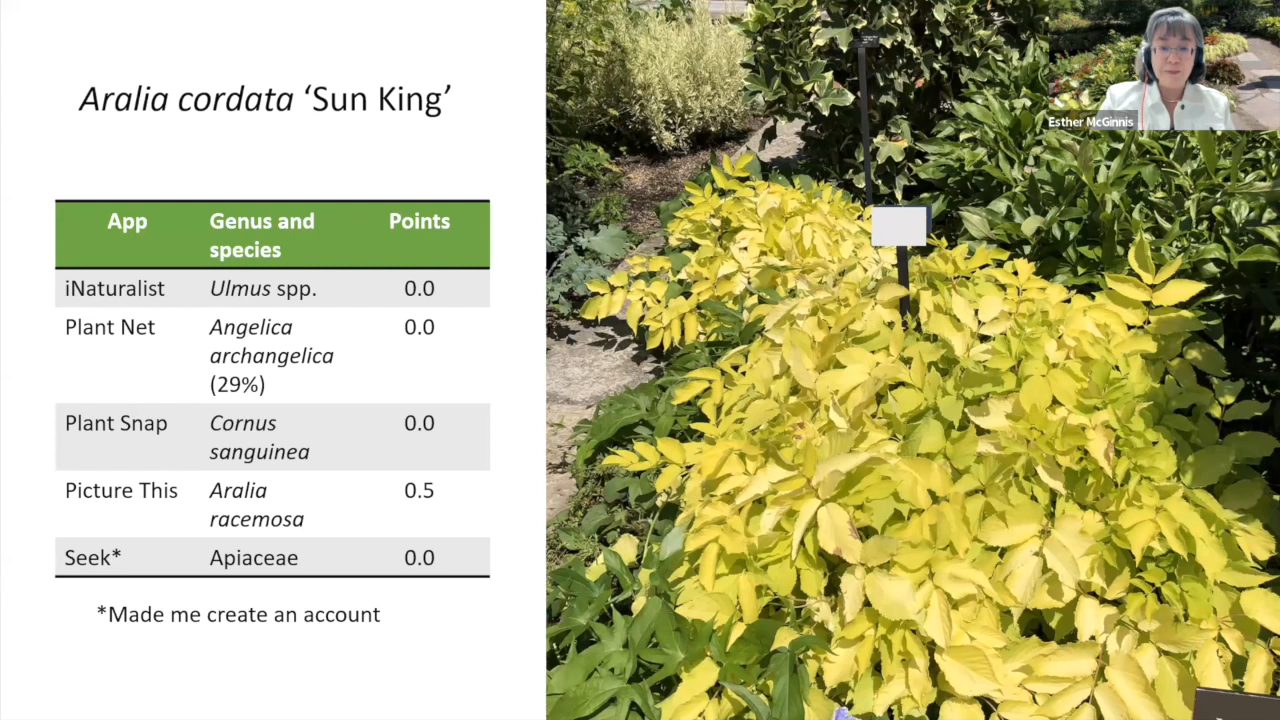 Aralia cordata ‘Sun King’
App Genus and species Points
iNaturalist Ulmus spp. 0.0
Plant Net Angelica archangelica (29%) 0.0
Plant Snap Cornus sanguinea 0.0
Picture This Aralia racemosa 0.5
Seek* Apiaceae 0.0
*Made me create an account
Esther McGinnis